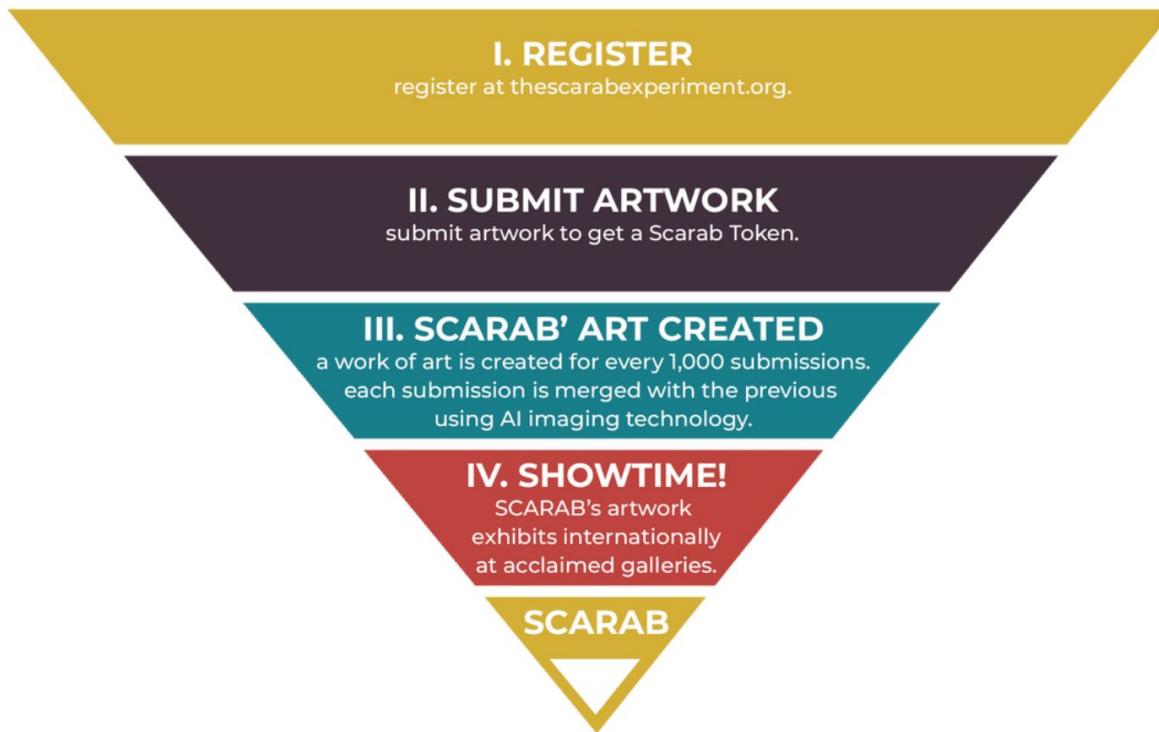 I. REGISTER
register at thescarabexperiment.org.
II. SUBMIT ARTWORK
submit artwork to get a Scarab Token.
III. SCARAB' ART CREATED
a work of art is created for every 1,000 submissions.
each submission is merged with the previous
using AI imaging technology.
IV. SHOWTIME!
SCARAB's artwork
exhibits internationally
at acclaimed galleries.
SCARAB